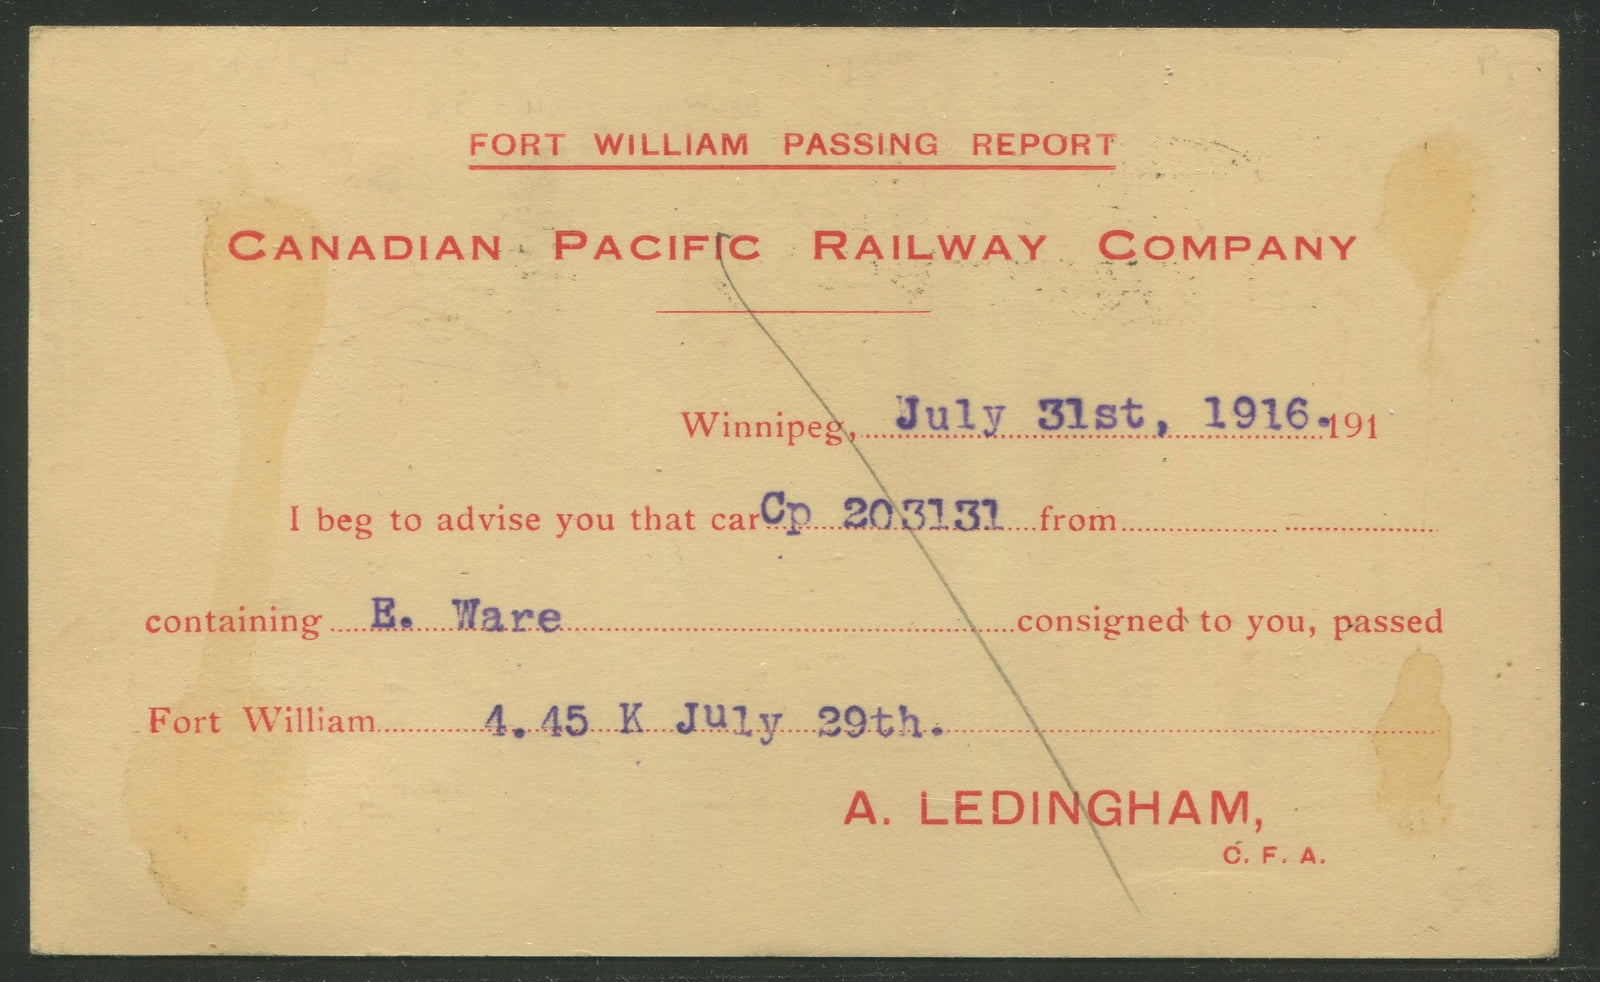 FORT WILLIAM PASSING REPORT
CANADIAN PACIFIC RAILWAY COMPANY
Winnipeg, July 31st, 1916. 191
I beg to advise you that car Cp 203131 from
containing E. Ware consigned to you, passed
Fort William 4.45 K July 29th.
A. LEDINGHAM,
C. F. A.